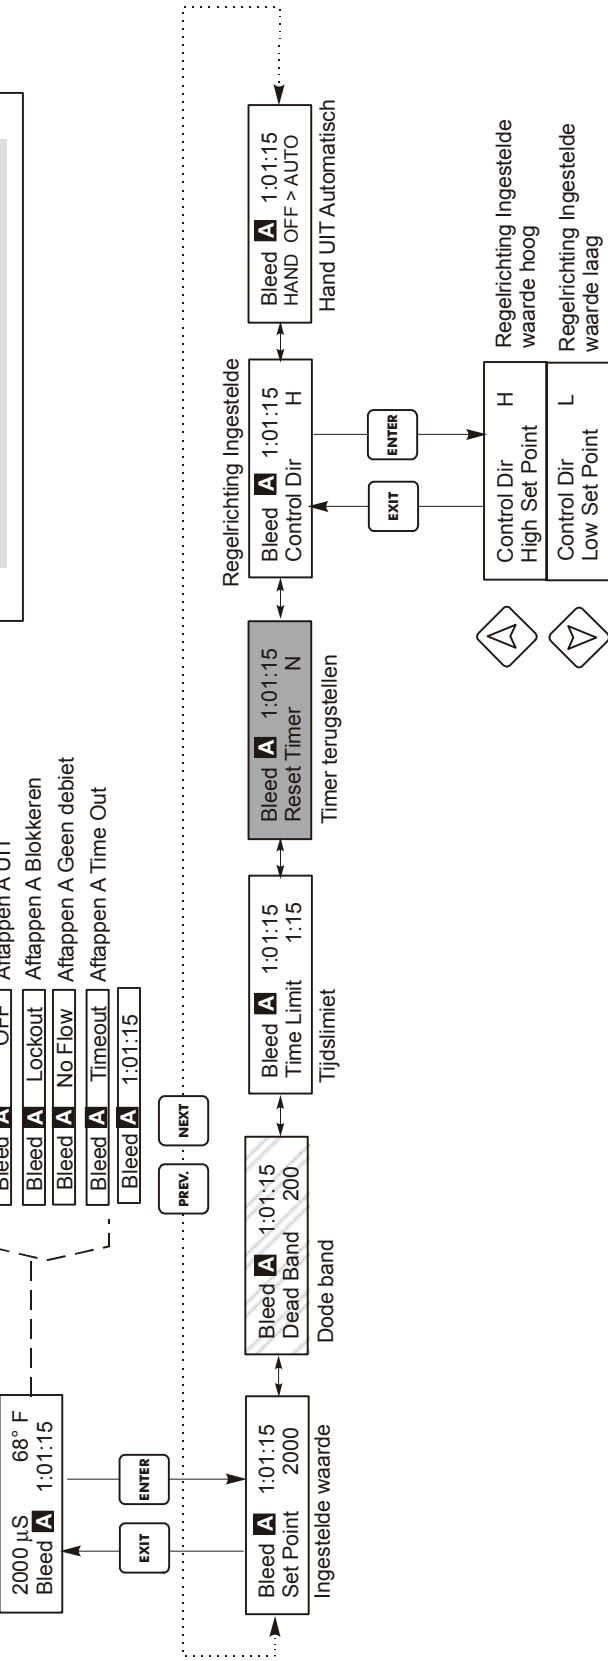 2000 µS 68° F
Bleed A 1:01:15
Bleed A OFF Aftappen A UIT
Bleed A Lockout Aftappen A Blokkeren
Bleed A No Flow Aftappen A Geen debiet
Bleed A Timeout Aftappen A Time Out
Bleed A 1:01:15
EXIT
ENTER
PREV.
NEXT
Bleed A 1:01:15
Set Point 2000
Ingestelde waarde
Bleed A 1:01:15
Dead Band 200
Dode band
Bleed A 1:01:15
Time Limit 1:15
Tijdslimiet
Bleed A 1:01:15
Reset Timer N
Timer terugstellen
Regelrichting Ingestelde
Bleed A 1:01:15
Control Dir H
Bleed A 1:01:15
HAND OFF > AUTO
Hand UIT Automatisch
EXIT
ENTER
Control Dir H
High Set Point
Regelrichting Ingestelde
waarde hoog
Control Dir L
Low Set Point
Regelrichting Ingestelde
waarde laag